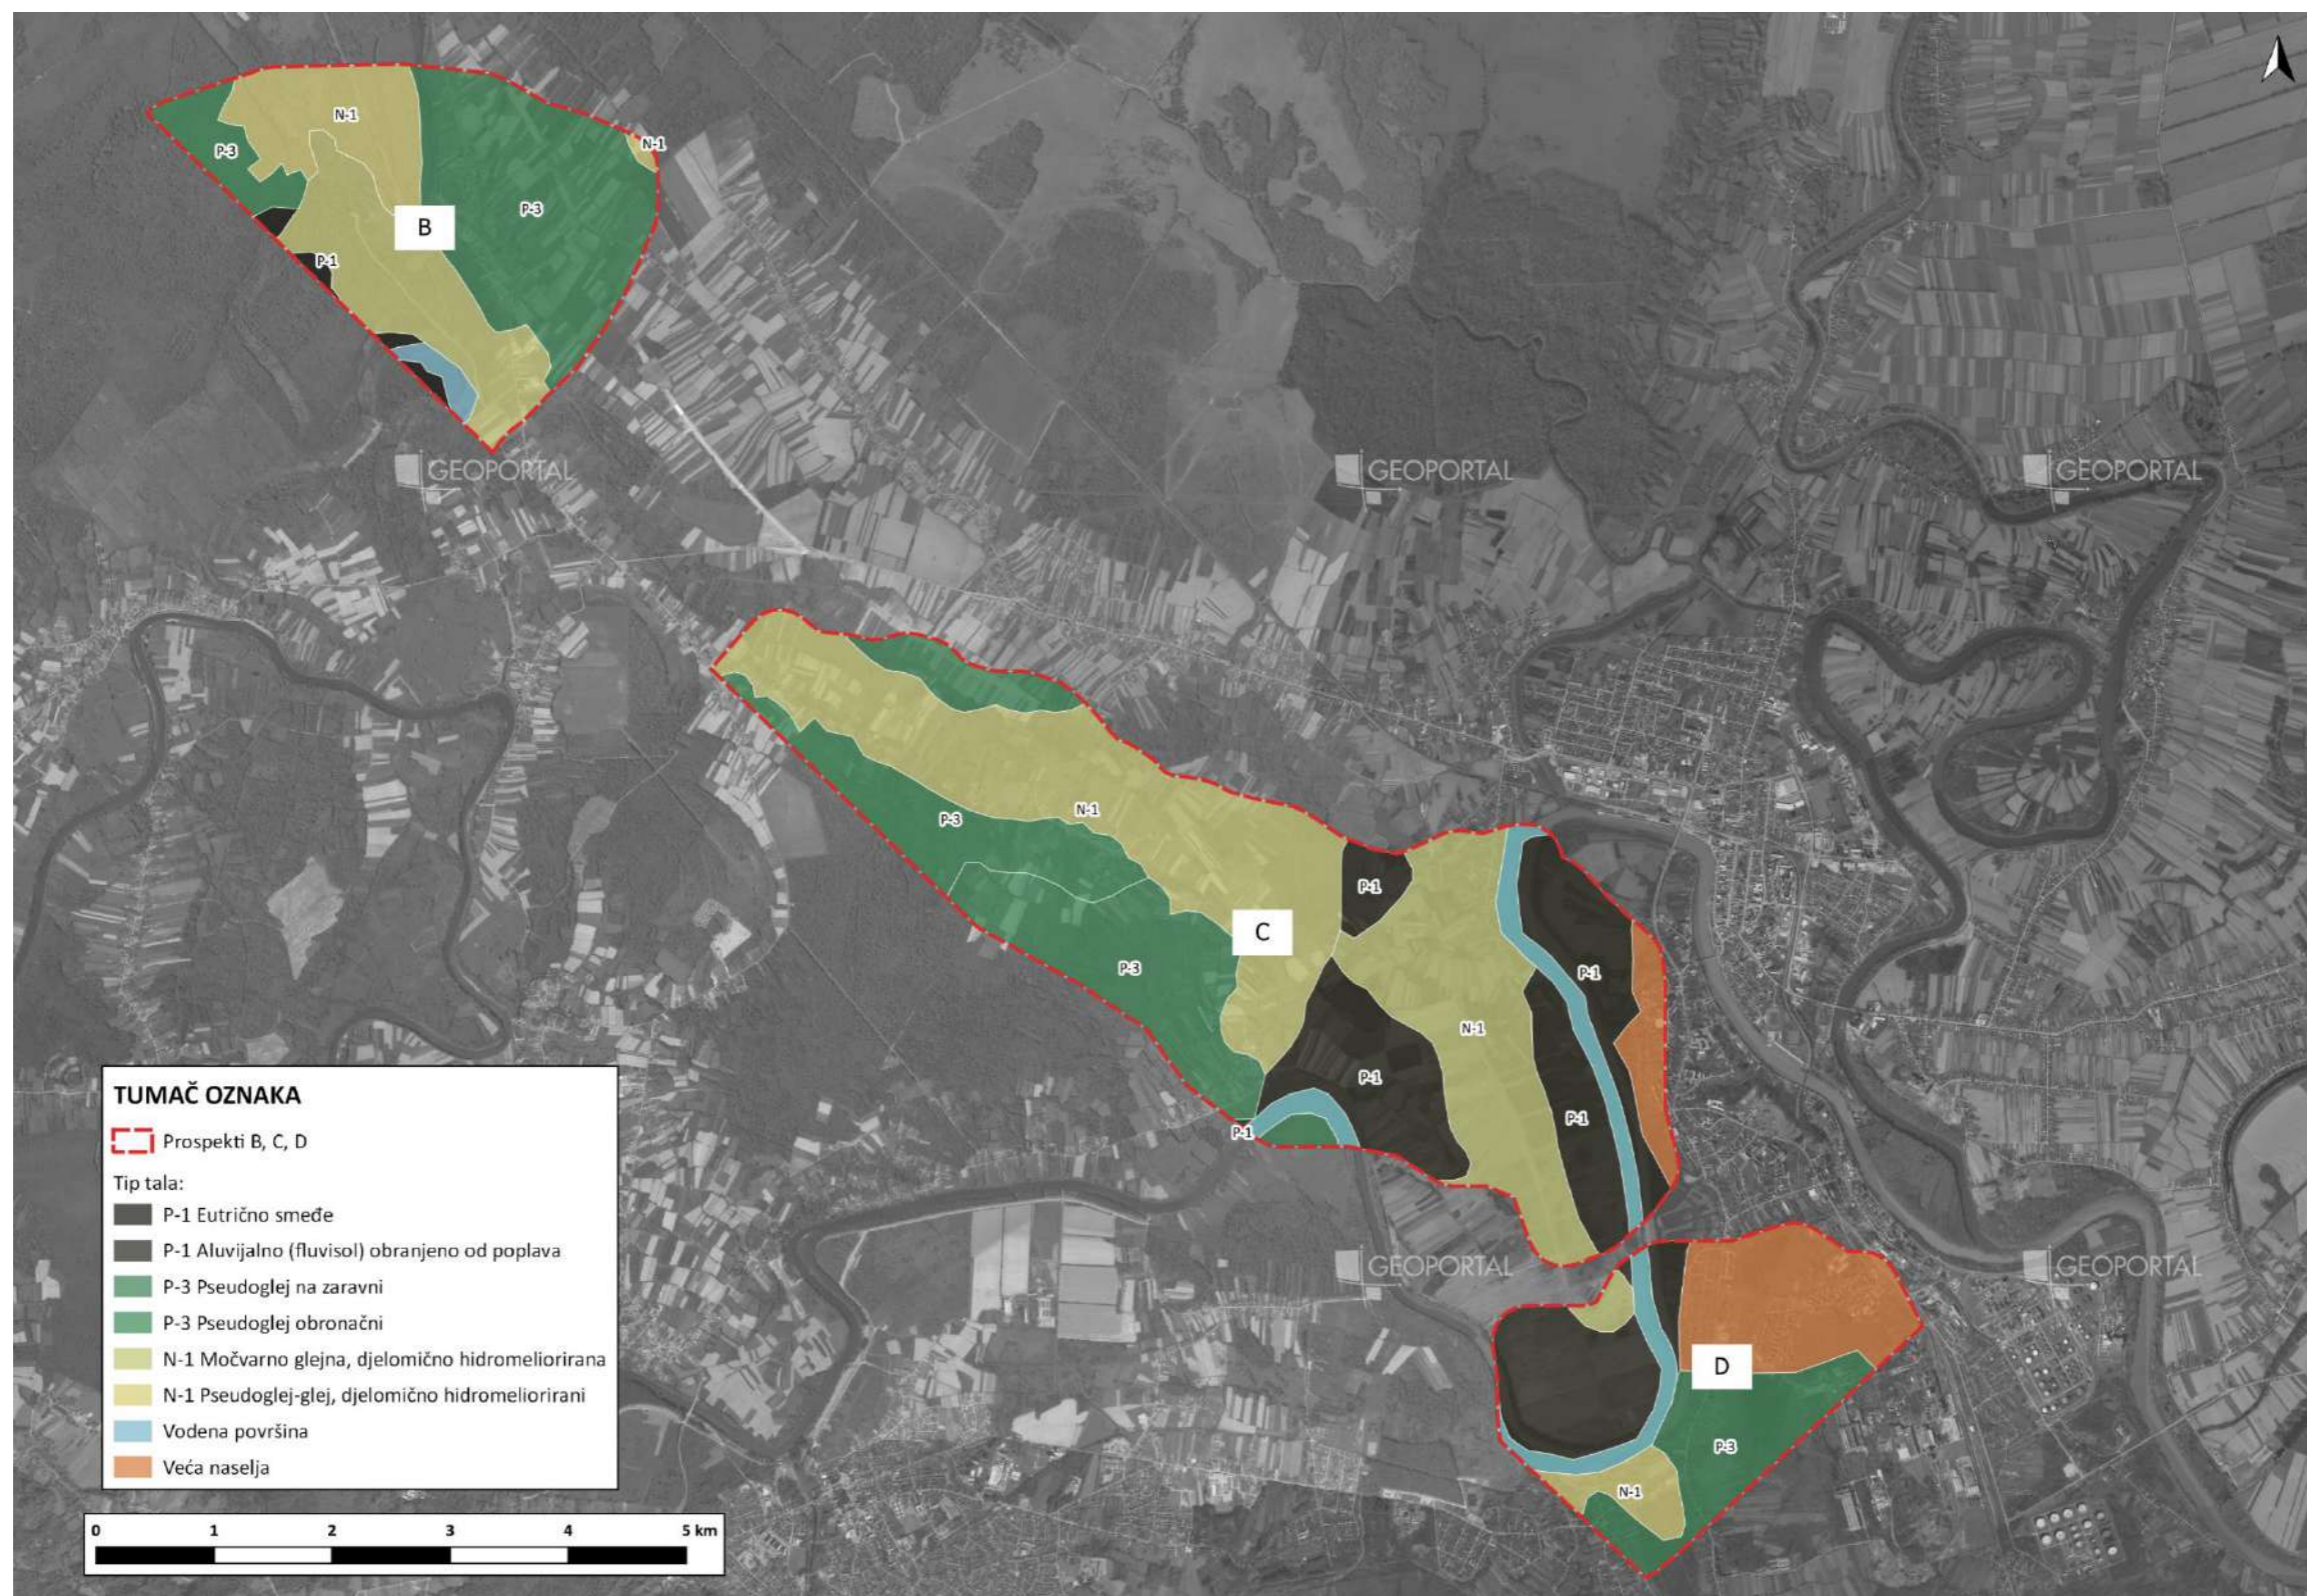 N-1
N-1
P-3
P-3
B
P-1
GEOPORTAL
GEOPORTAL
GEOPORTAL
N-1
P-3
P-1
C
P-3
P-1
N-1
P-1
P-1
P-1
GEOPORTAL
GEOPORTAL
D
P-3
N-1
TUMAČ OZNAKA
Prospekti B, C, D
Tip tala:
P-1 Eutrično smeđe
P-1 Aluvijalno (fluvisol) obranjeno od poplava
P-3 Pseudoglej na zaravni
P-3 Pseudoglej obronačni
N-1 Močvarno glejna, djelomično hidromeliorirana
N-1 Pseudoglej-glej, djelomično hidromeliorirani
Vodena površina
Veća naselja
0 1 2 3 4 5 km